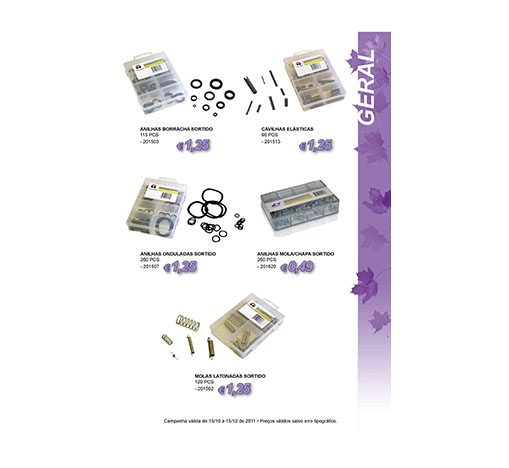 GERAL
ANILHAS BORRACHA SORTIDO
115 PCS
- 201503
€ 1,25
CAVILHAS ELÁSTICAS
90 PCS
- 201513
€ 1,25
ANILHAS ONDULADAS SORTIDO
260 PCS
- 201507
€ 1,25
ANILHAS MOLA/CHAPA SORTIDO
260 PCS
- 201620
€ 0,49
MOLAS LATONADAS SORTIDO
120 PCS
- 201502
€ 1,25
Campanha válida de 15/10 a 15/12 de 2011 • Preços válidos salvo erro tipográfico.